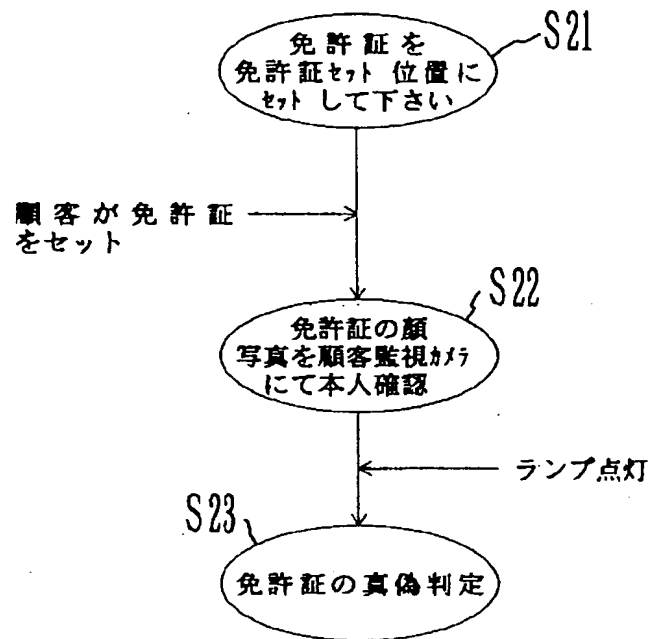 S21
免許証を
免許証セット 位置に
セット して下さい
顧客が免許証
をセット
S22
免許証の顔
写真を顧客監視カメラ
にて本人確認
ランプ点灯
S23
免許証の真偽判定